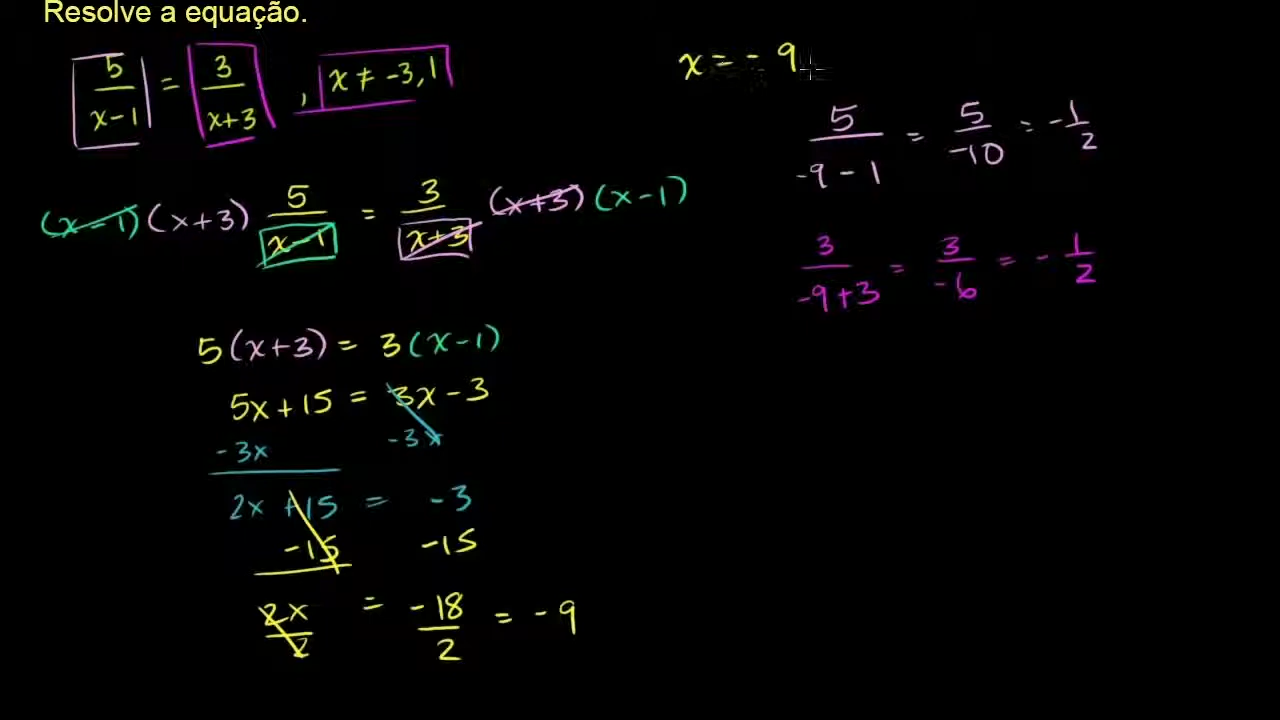 Resolve a equação.
5/(x-1) = 3/(x+3) , x ≠ -3,1
(x-1)(x+3) 5/(x-1) = 3/(x+3) (x+3)(x-1)
5(x+3) = 3(x-1)
5x+15 = 3x-3
-3x -3x
2x+15 = -3
-15 -15
2x/2 = -18/2 = -9
x = -9
5/(-9-1) = 5/-10 = -1/2
3/(-9+3) = 3/-6 = -1/2